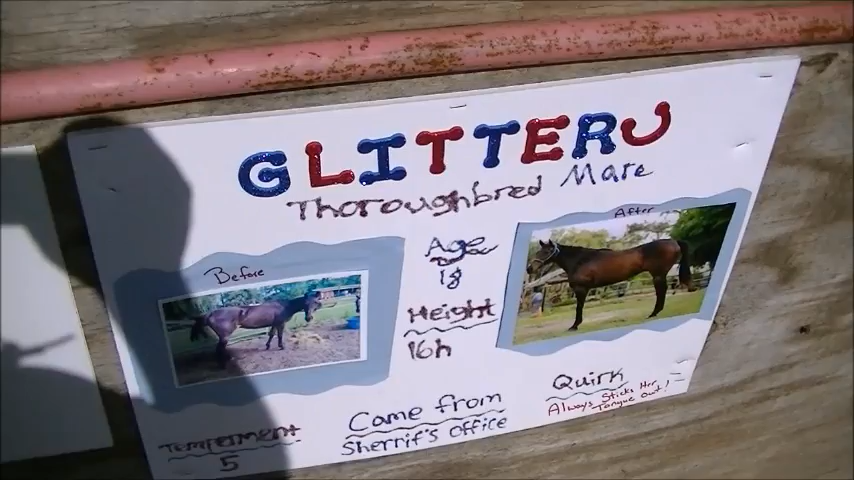 GLITTERU
Thoroughbred Mare
Before
After
Age
18
Height
16h
Temperment
5
Came from
Sherrif's Office
Quirk
Always Sticks Her
Tongue Out!